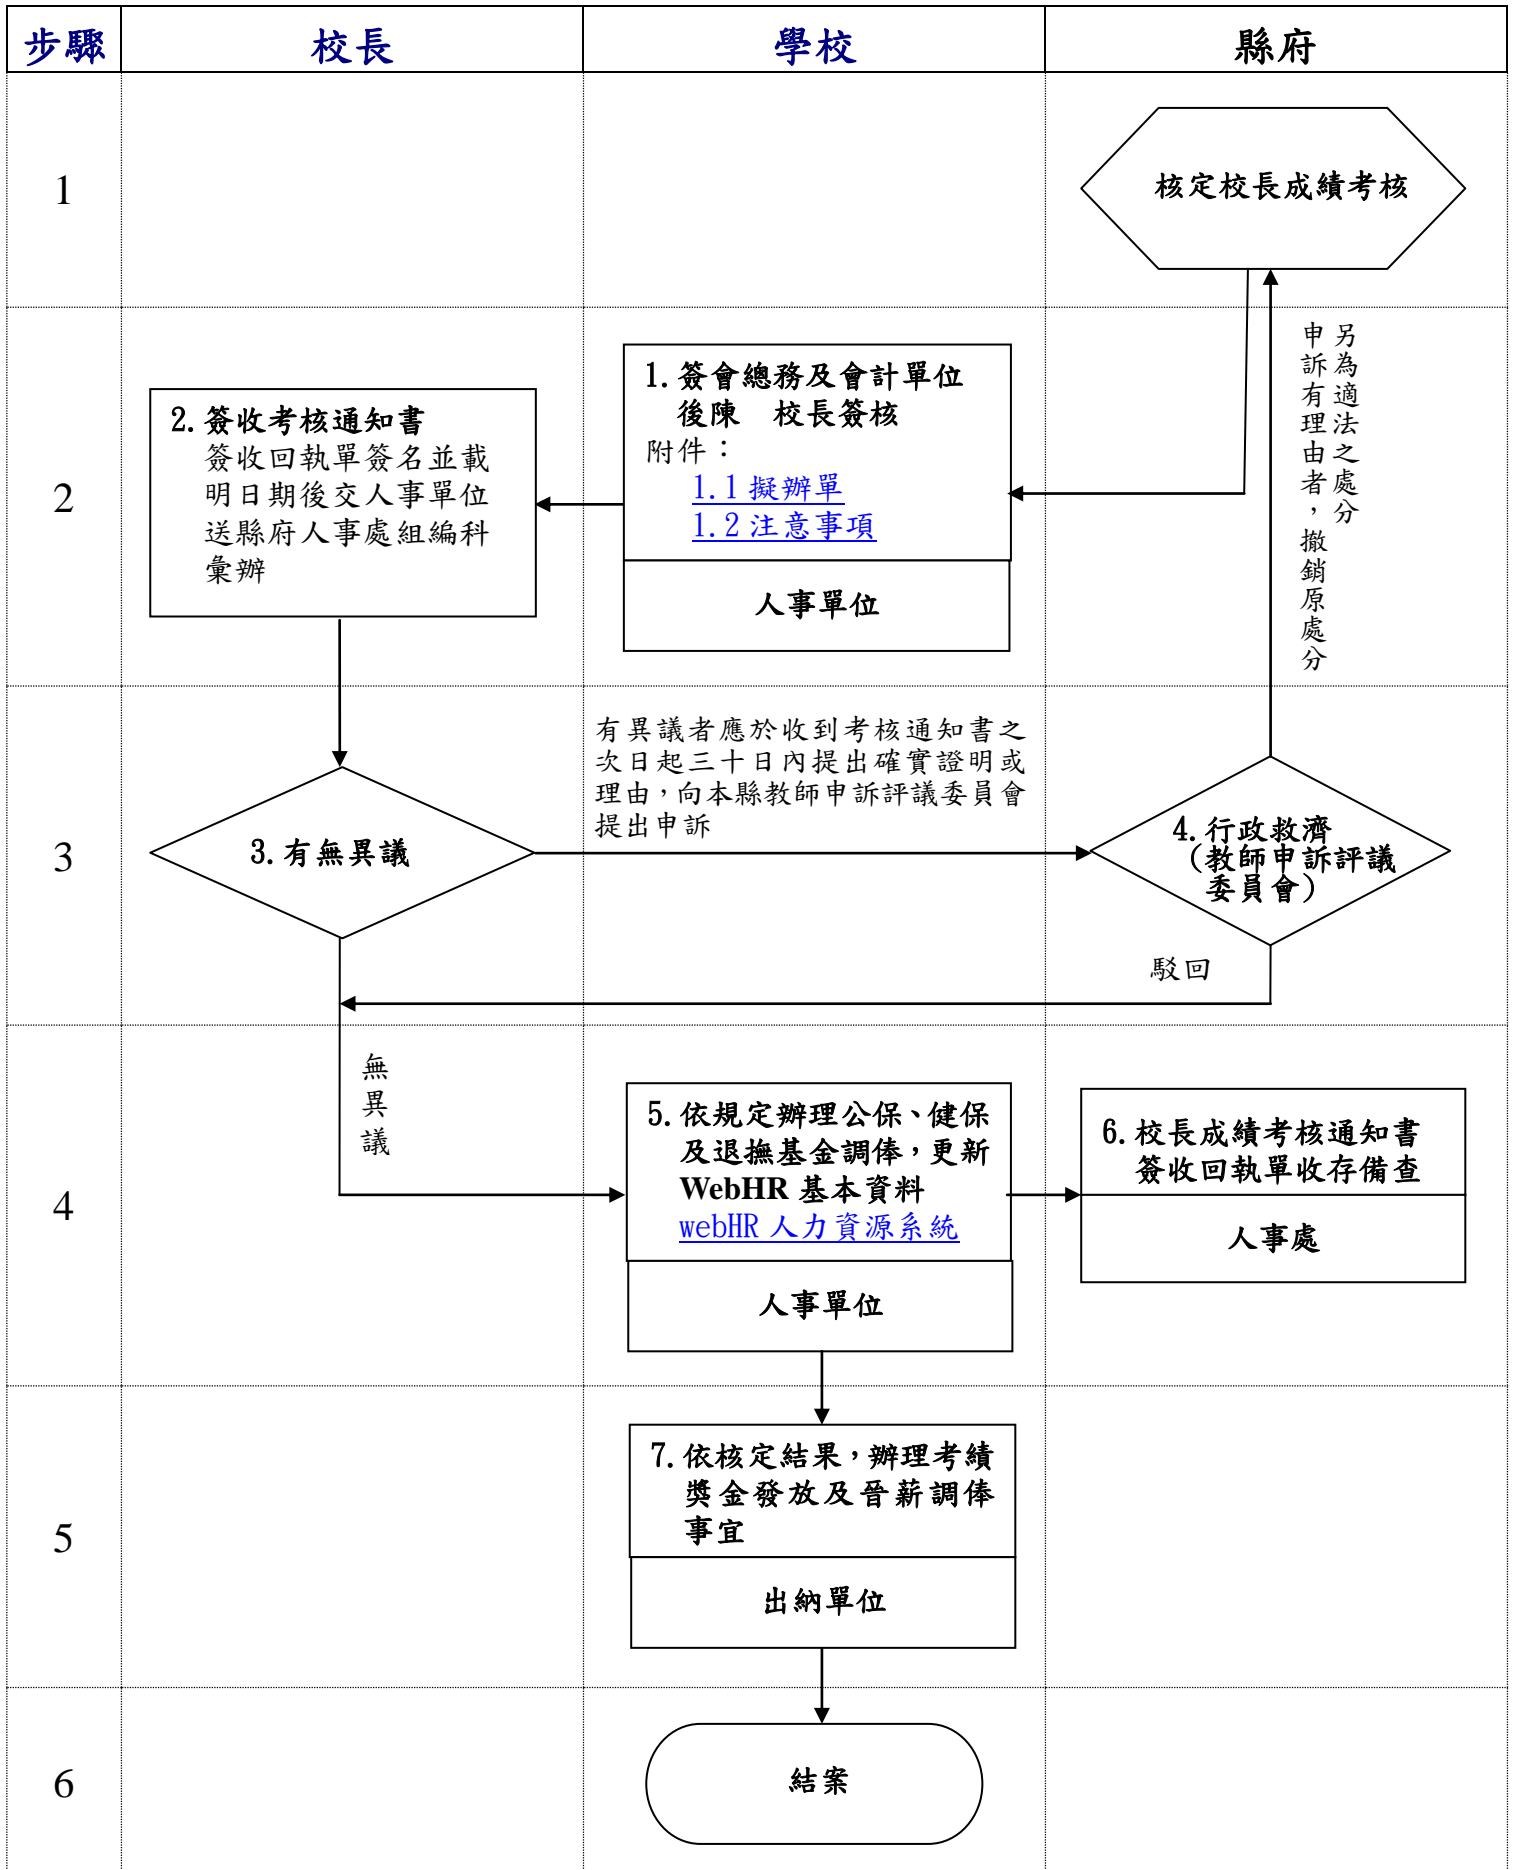 步驟
校長
學校
縣府
1
核定校長成績考核
2
2.簽收考核通知書
簽收回執單簽名並載
明日期後交人事單位
送縣府人事處組編科
彙辦
1.簽會總務及會計單位
後陳　校長簽核
附件：
1.1擬辦單
1.2注意事項
人事單位
申訴有理由者，撤銷原處分
另為適法之處分
3
3.有無異議
有異議者應於收到考核通知書之
次日起三十日內提出確實證明或
理由，向本縣教師申訴評議委員會
提出申訴
4.行政救濟
(教師申訴評議
委員會)
駁回
4
無異議
5.依規定辦理公保、健保
及退撫基金調俸，更新
WebHR 基本資料
webHR 人力資源系統
人事單位
6.校長成績考核通知書
簽收回執單收存備查
人事處
5
7.依核定結果，辦理考績
獎金發放及晉薪調俸
事宜
出納單位
6
結案